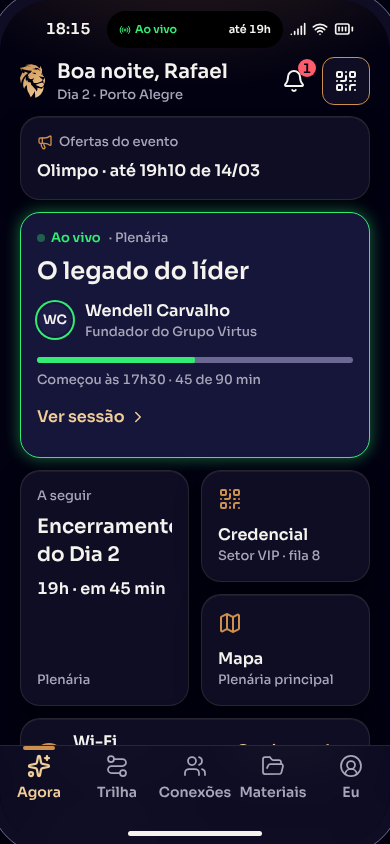 18:15
Ao vivo até 19h
Boa noite, Rafael
Dia 2 · Porto Alegre
1
Ofertas do evento
Olimpo · até 19h10 de 14/03
Ao vivo · Plenária
O legado do líder
WC
Wendell Carvalho
Fundador do Grupo Virtus
Começou às 17h30 · 45 de 90 min
Ver sessão
A seguir
Encerramento
do Dia 2
19h · em 45 min
Plenária
Credencial
Setor VIP · fila 8
Mapa
Plenária principal
Wi-Fi
Agora
Trilha
Conexões
Materiais
Eu